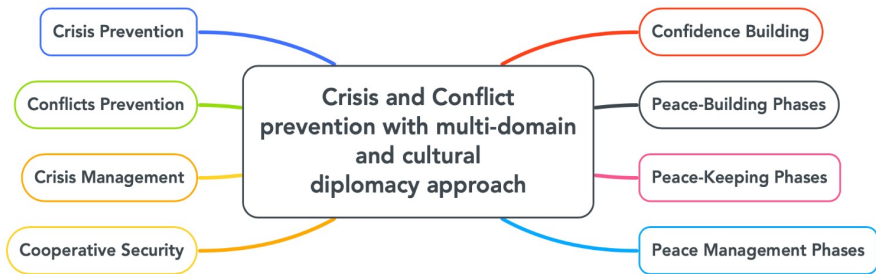 Crisis Prevention
Conflicts Prevention
Crisis Management
Cooperative Security
Crisis and Conflict
prevention with multi-domain
and cultural
diplomacy approach
Confidence Building
Peace-Building Phases
Peace-Keeping Phases
Peace Management Phases